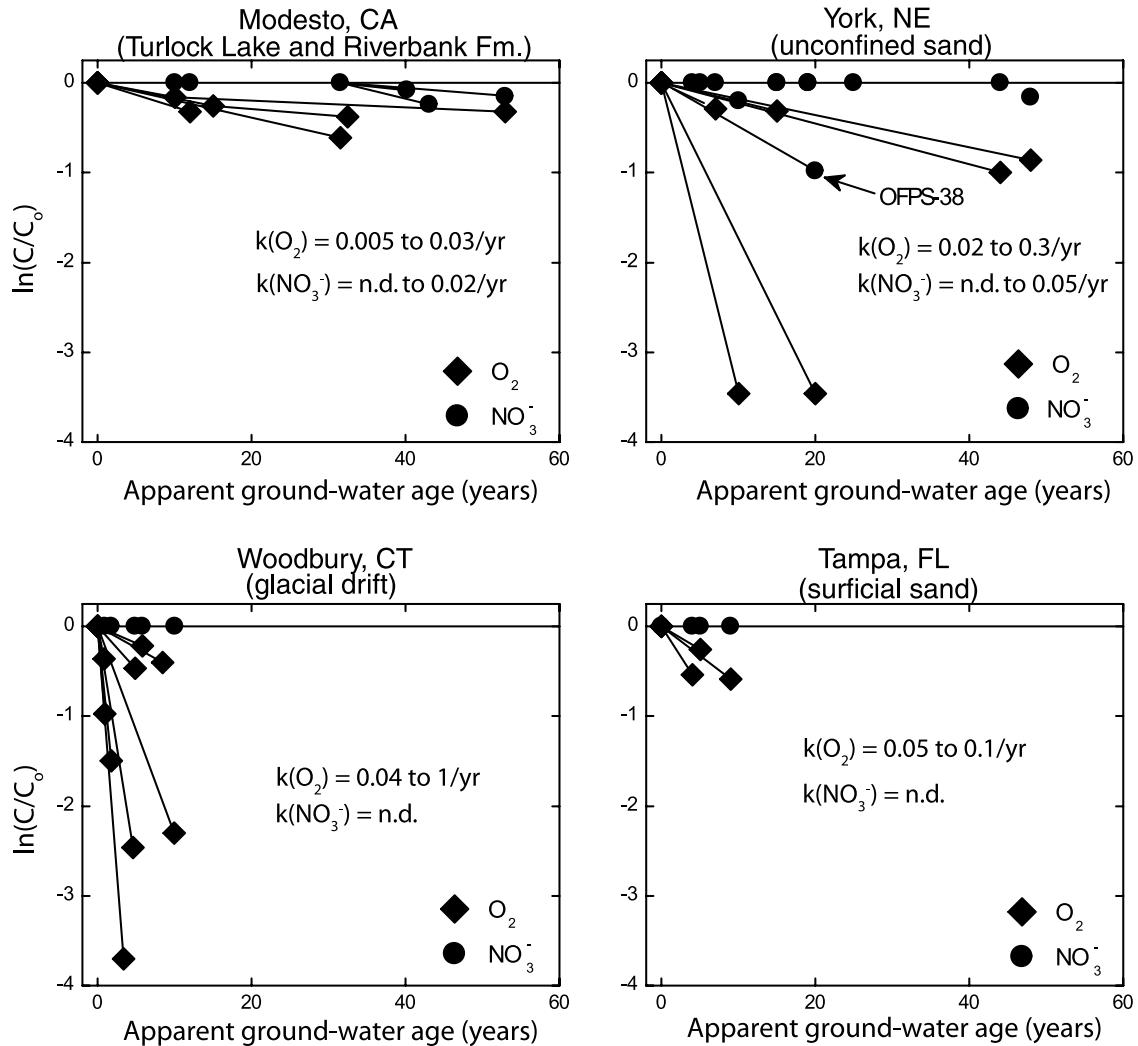 Modesto, CA
(Turlock Lake and Riverbank Fm.)
0
-1
-2
-3
-4
ln(C/C₀)
k(O₂) = 0.005 to 0.03/yr
k(NO₃⁻) = n.d. to 0.02/yr
O₂
NO₃⁻
0 20 40 60
Apparent ground-water age (years)
York, NE
(unconfined sand)
0
-1
-2
-3
-4
OFPS-38
k(O₂) = 0.02 to 0.3/yr
k(NO₃⁻) = n.d. to 0.05/yr
O₂
NO₃⁻
0 20 40 60
Apparent ground-water age (years)
Woodbury, CT
(glacial drift)
0
-1
-2
-3
-4
ln(C/C₀)
k(O₂) = 0.04 to 1/yr
k(NO₃⁻) = n.d.
O₂
NO₃⁻
0 20 40 60
Apparent ground-water age (years)
Tampa, FL
(surficial sand)
0
-1
-2
-3
-4
k(O₂) = 0.05 to 0.1/yr
k(NO₃⁻) = n.d.
O₂
NO₃⁻
0 20 40 60
Apparent ground-water age (years)